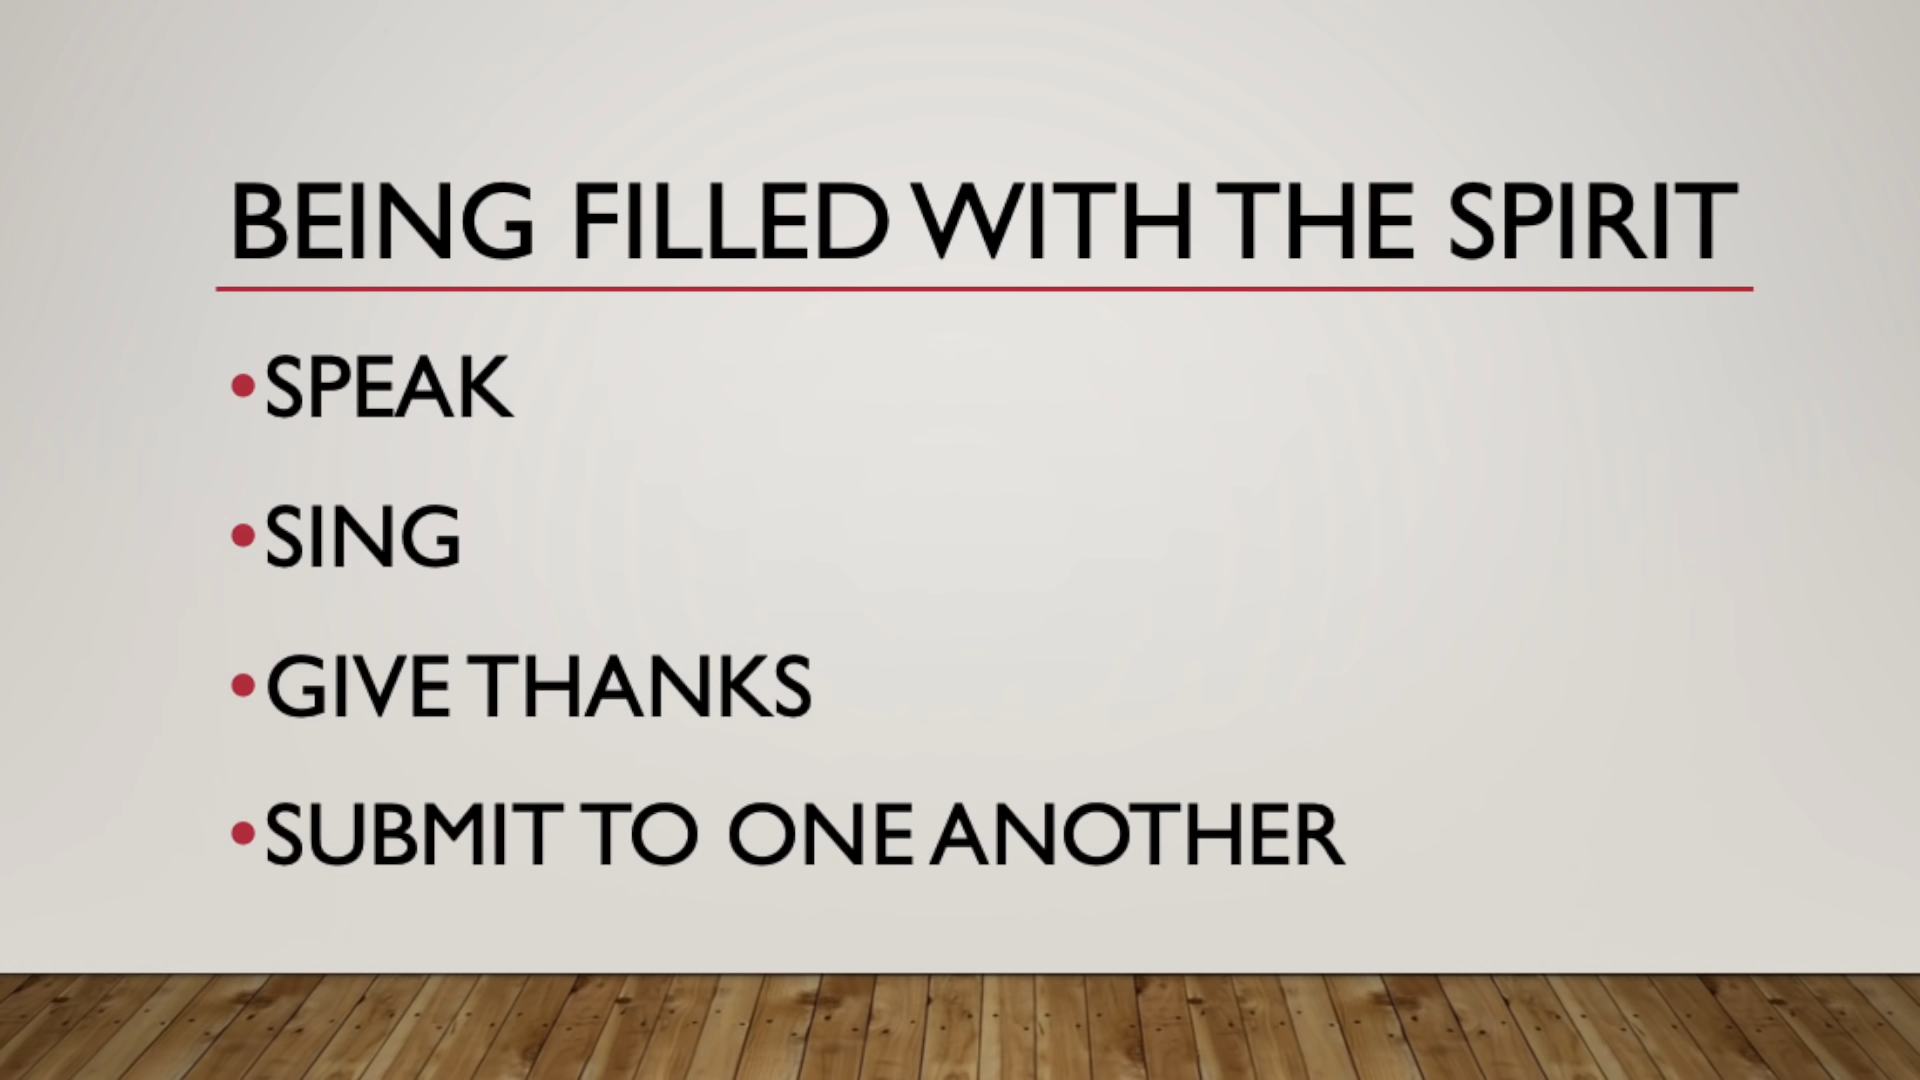 BEING FILLED WITH THE SPIRIT
•SPEAK
•SING
•GIVE THANKS
•SUBMIT TO ONE ANOTHER